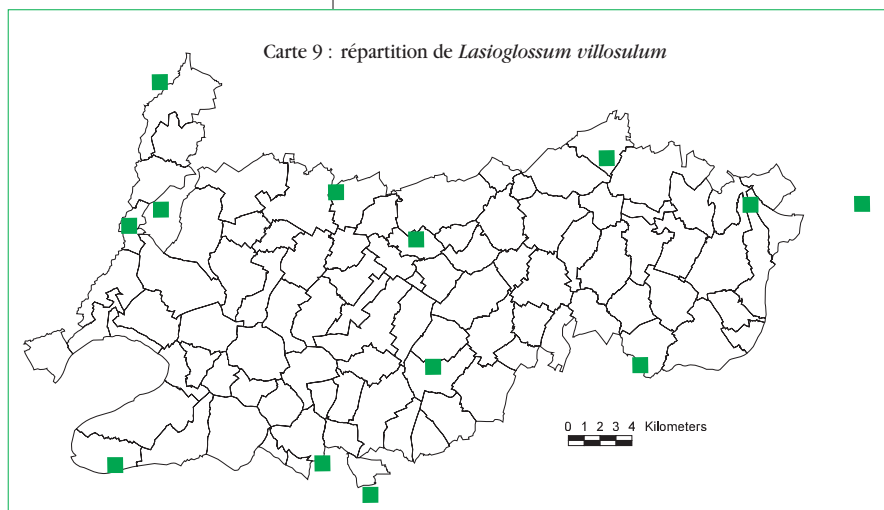 Carte 9 : répartition de Lasioglossum villosulum
0 1 2 3 4 Kilometers